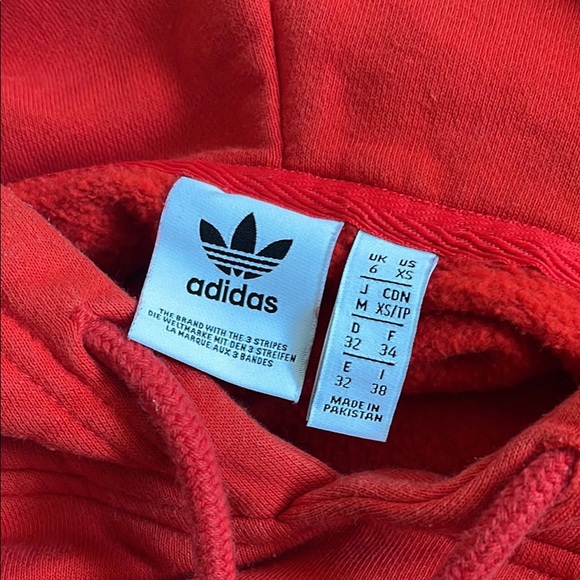 adidas
THE BRAND WITH THE 3 STRIPES
DIE WELTMARKE MIT DEN 3 STREIFEN
LA MARQUE AUX 3 BANDES
UK US
6 XS
J CDN
M XS/TP
D F
32 34
E I
32 38
MADE IN
PAKISTAN